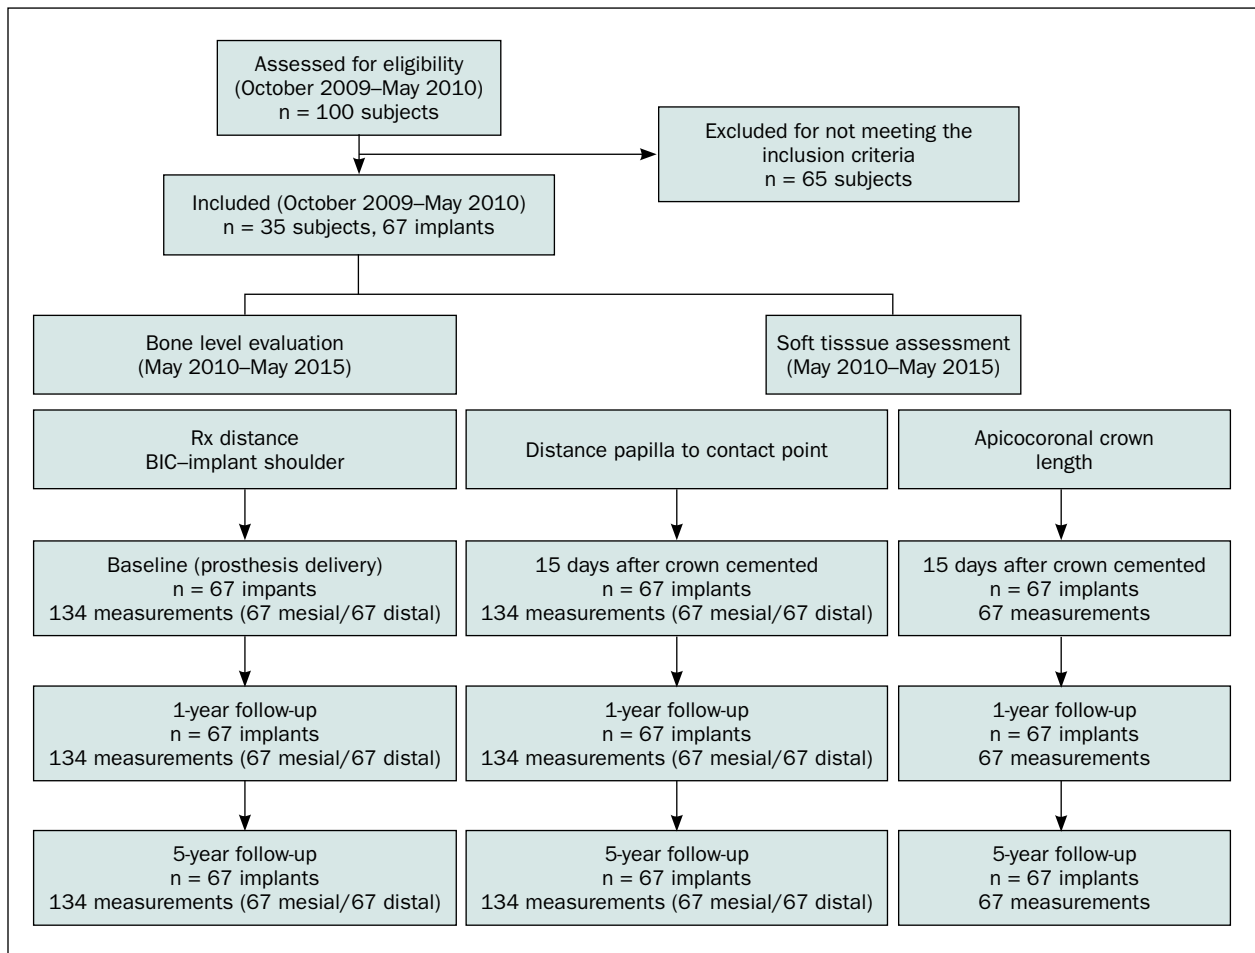 Assessed for eligibility
(October 2009–May 2010)
n = 100 subjects
Excluded for not meeting the
inclusion criteria
n = 65 subjects
Included (October 2009–May 2010)
n = 35 subjects, 67 implants
Bone level evaluation
(May 2010–May 2015)
Soft tisssue assessment
(May 2010–May 2015)
Rx distance
BIC–implant shoulder
Distance papilla to contact point
Apicocoronal crown
length
Baseline (prosthesis delivery)
n = 67 impants
134 measurements (67 mesial/67 distal)
15 days after crown cemented
n = 67 implants
134 measurements (67 mesial/67 distal)
15 days after crown cemented
n = 67 implants
67 measurements
1-year follow-up
n = 67 implants
134 measurements (67 mesial/67 distal)
1-year follow-up
n = 67 implants
134 measurements (67 mesial/67 distal)
1-year follow-up
n = 67 implants
67 measurements
5-year follow-up
n = 67 implants
134 measurements (67 mesial/67 distal)
5-year follow-up
n = 67 implants
134 measurements (67 mesial/67 distal)
5-year follow-up
n = 67 implants
67 measurements